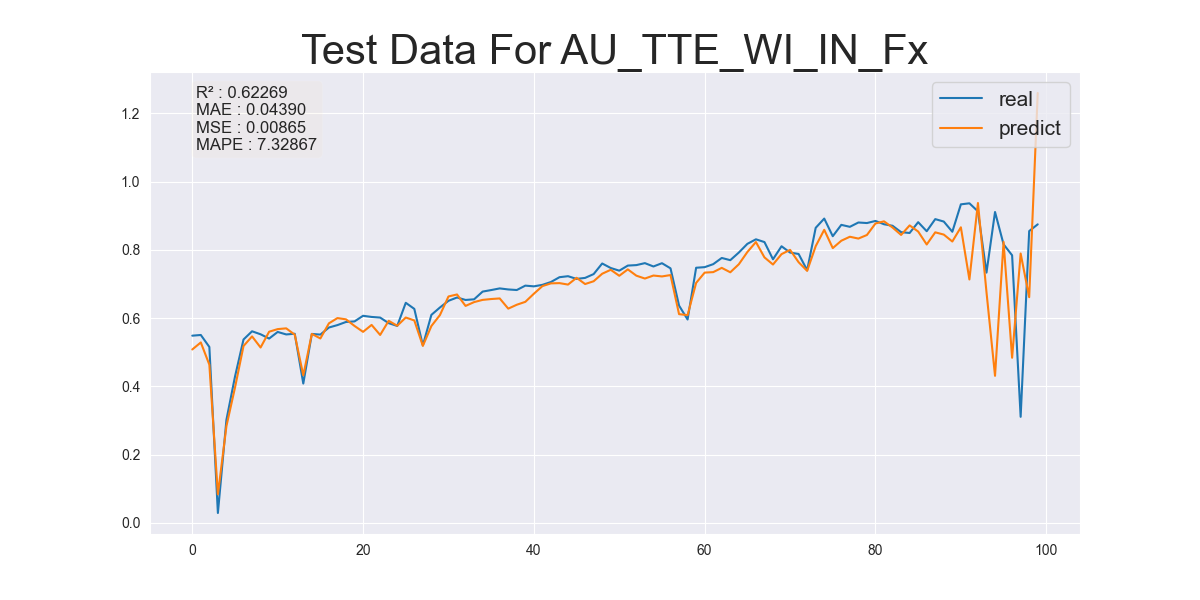 Test Data For AU_TTE_WI_IN_Fx
R² : 0.62269
MAE : 0.04390
MSE : 0.00865
MAPE : 7.32867
real
predict
1.2
1.0
0.8
0.6
0.4
0.2
0.0
0 20 40 60 80 100